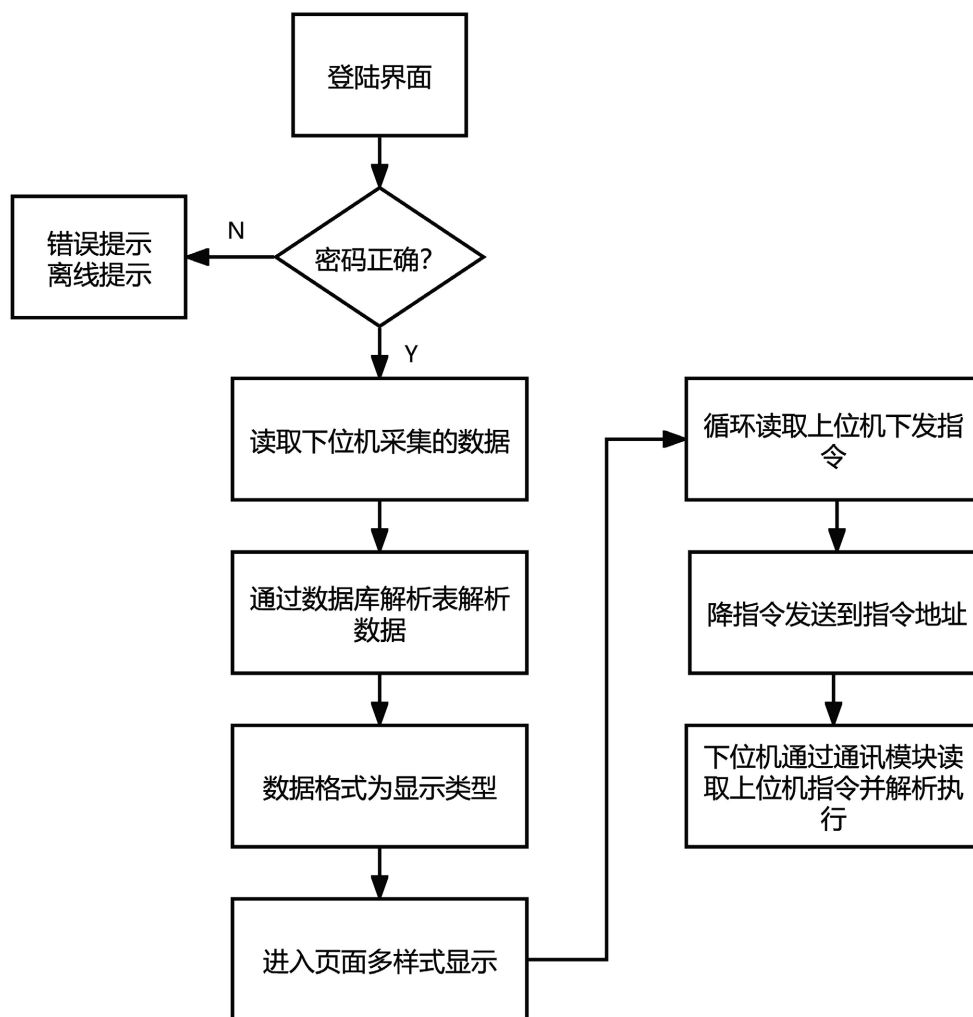 登陆界面
错误提示
离线提示
N
密码正确？
Y
读取下位机采集的数据
通过数据库解析表解析
数据
数据格式为显示类型
进入页面多样式显示
循环读取上位机下发指
令
降指令发送到指令地址
下位机通过通讯模块读
取上位机指令并解析执
行